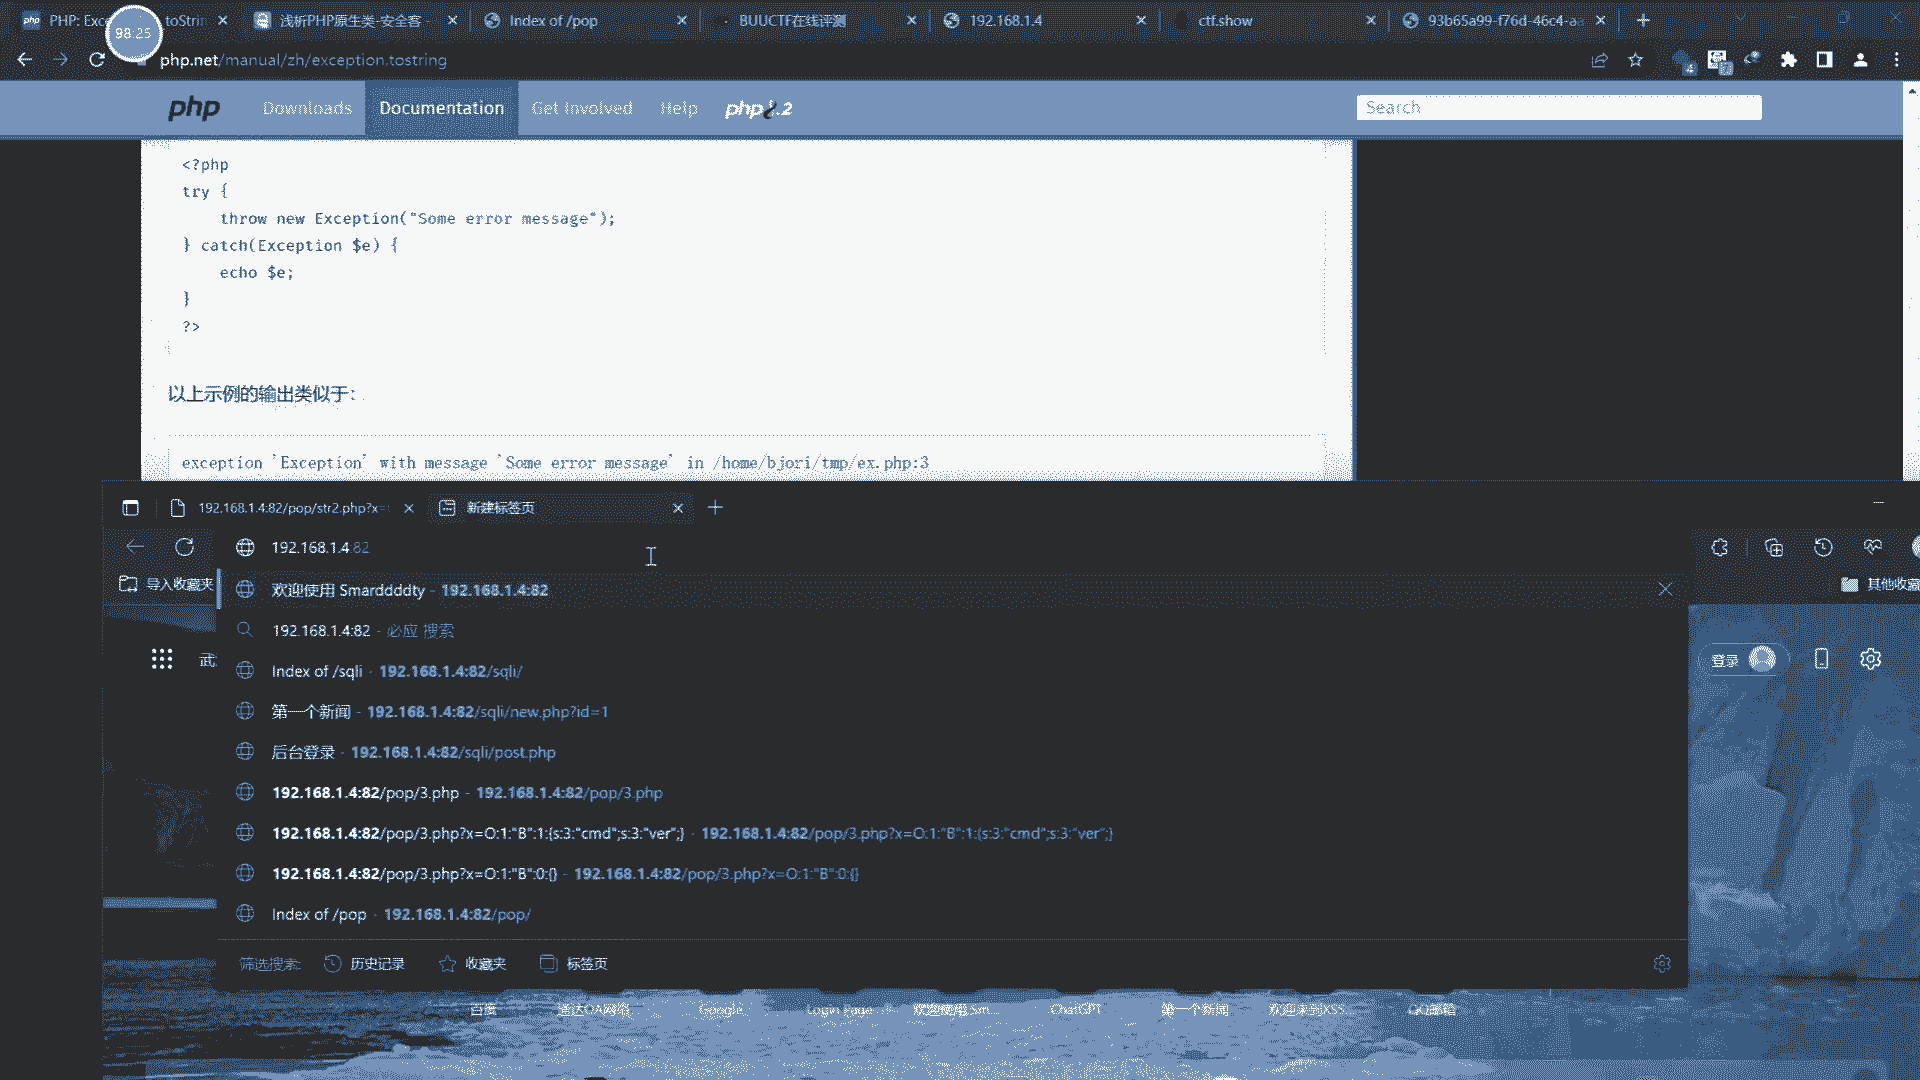 PHP: Exc toStrin
浅析PHP原生类-安全客 -
Index of /pop
BUUCTF在线评测
192.168.1.4
ctf.show
93b65a99-f76d-46c4-aa
98:25
php.net/manual/zh/exception.tostring
php
Downloads
Documentation
Get Involved
Help
Search
<?php
try {
throw new Exception("Some error message");
} catch(Exception $e) {
echo $e;
}
?>
以上示例的输出类似于：
exception 'Exception' with message 'Some error message' in /home/bjori/tmp/ex.php:3
192.168.1.4:82/pop/str2.php?x=
新建标签页
192.168.1.4:82
导入收藏夹
欢迎使用 Smarddddty - 192.168.1.4:82
其他收藏
192.168.1.4:82 - 必应 搜索
武
登录
Index of /sqli - 192.168.1.4:82/sqli/
第一个新闻 - 192.168.1.4:82/sqli/new.php?id=1
后台登录 - 192.168.1.4:82/sqli/post.php
192.168.1.4:82/pop/3.php - 192.168.1.4:82/pop/3.php
192.168.1.4:82/pop/3.php?x=O:1:"B":1:{s:3:"cmd";s:3:"ver";} - 192.168.1.4:82/pop/3.php?x=O:1:"B":1:{s:3:"cmd";s:3:"ver";}
192.168.1.4:82/pop/3.php?x=O:1:"B":0:{} - 192.168.1.4:82/pop/3.php?x=O:1:"B":0:{}
Index of /pop - 192.168.1.4:82/pop/
筛选搜索:
历史记录
收藏夹
标签页
百度
通达OA网络
Google
Login Page
欢迎使用 Sm...
ChatGPT
第一个新闻
欢迎来到XSS...
QQ邮箱